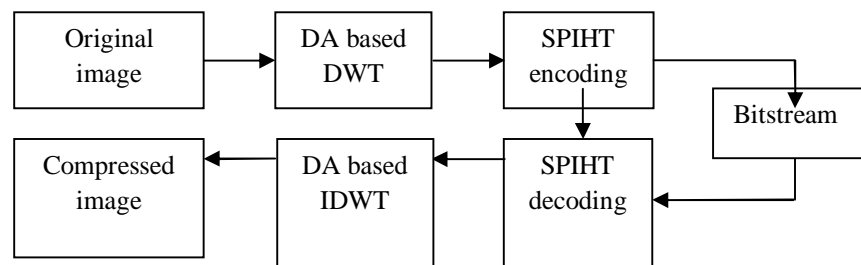 Original
image
DA based
DWT
SPIHT
encoding
Bitstream
Compressed
image
DA based
IDWT
SPIHT
decoding